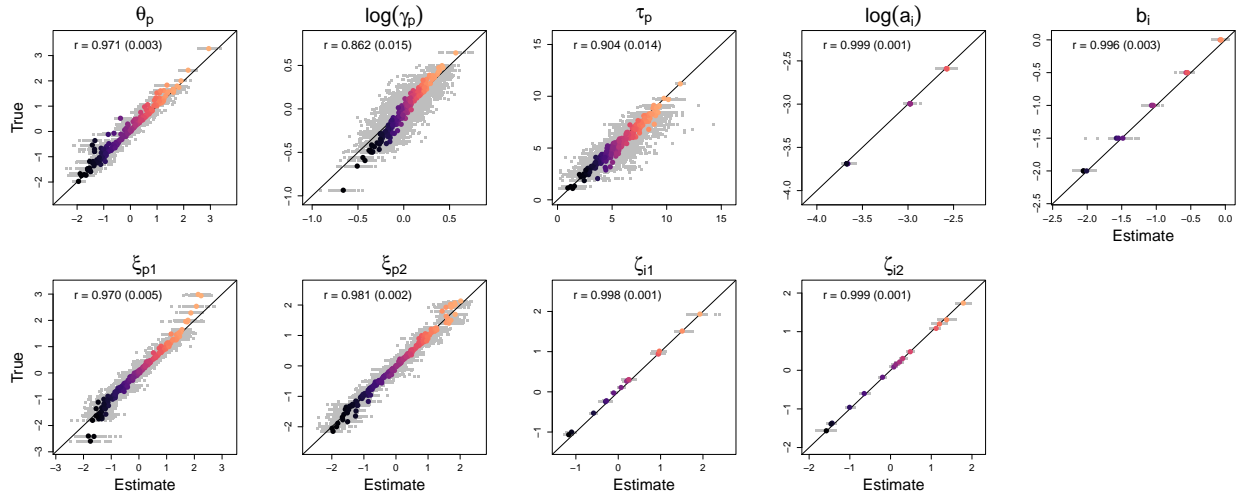 θp log(γp) τp log(ai) bi
r = 0.971 (0.003) r = 0.862 (0.015) r = 0.904 (0.014) r = 0.999 (0.001) r = 0.996 (0.003)
True
3
2
1
0
−1
−2
−2 −1 0 1 2 3
0.5
0.0
−0.5
−1.0
−1.0 −0.5 0.0 0.5
15
10
5
0
0 5 10 15
−2.5
−3.0
−3.5
−4.0
−4.0 −3.5 −3.0 −2.5
0.0
−0.5
−1.0
−1.5
−2.0
−2.5
−2.5 −2.0 −1.5 −1.0 −0.5 0.0
Estimate
ξp1 ξp2 ζi1 ζi2
r = 0.970 (0.005) r = 0.981 (0.002) r = 0.998 (0.001) r = 0.999 (0.001)
True
3
2
1
0
−1
−2
−3
−3 −2 −1 0 1 2 3
2
1
0
−1
−2
−2 −1 0 1 2
2
1
0
−1
−1 0 1 2
2
1
0
−1
−2
−2 −1 0 1 2
Estimate Estimate Estimate Estimate